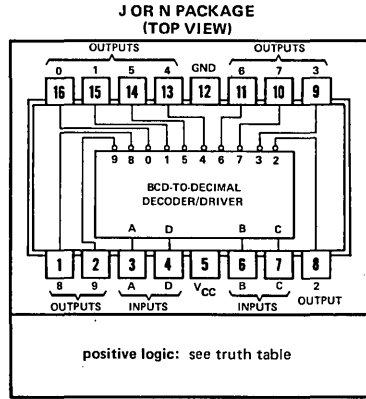 J OR N PACKAGE
(TOP VIEW)
OUTPUTS OUTPUTS
0 1 5 4 GND 6 7 3
16 15 14 13 12 11 10 9
9 8 0 1 5 4 6 7 3 2
BCD-TO-DECIMAL
DECODER/DRIVER
A D B C
1 2 3 4 5 6 7 8
8 9 A D VCC B C 2
OUTPUTS INPUTS INPUTS OUTPUT
positive logic: see truth table